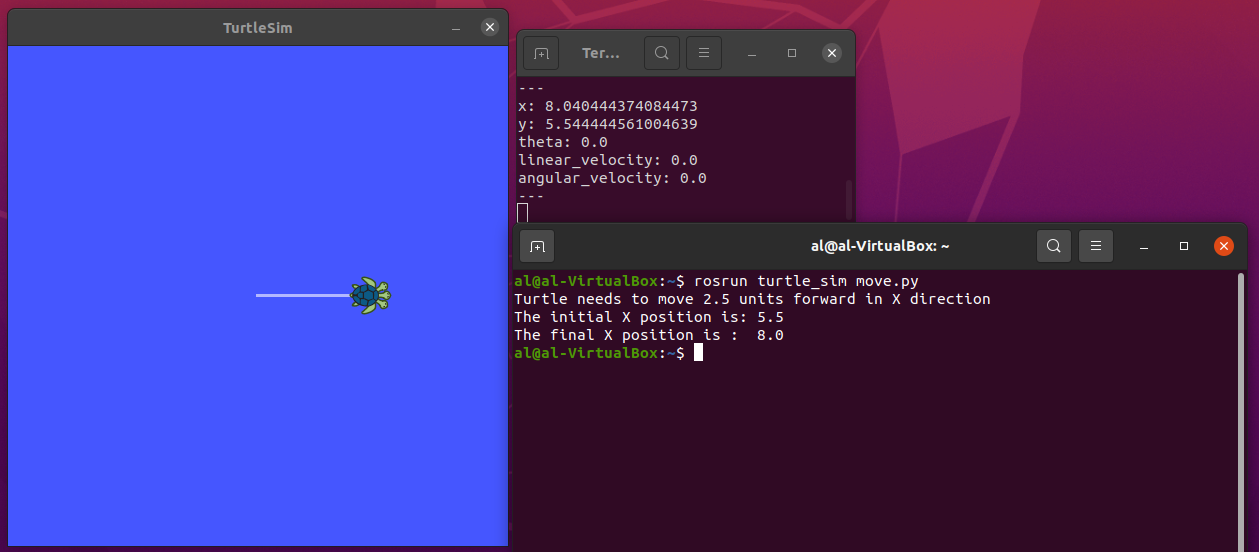 TurtleSim
Ter...
---
x: 8.040444374084473
y: 5.544444561004639
theta: 0.0
linear_velocity: 0.0
angular_velocity: 0.0
---
al@al-VirtualBox: ~
al@al-VirtualBox:~$ rosrun turtle_sim move.py
Turtle needs to move 2.5 units forward in X direction
The initial X position is: 5.5
The final X position is :  8.0
al@al-VirtualBox:~$